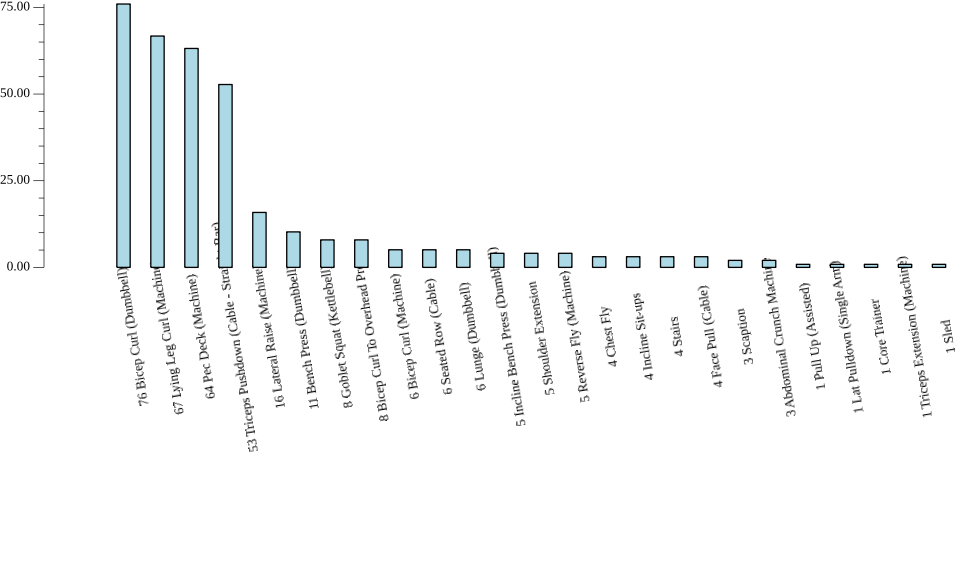 75.00
50.00
25.00
0.00
76 Bicep Curl (Dumbbell)
67 Lying Leg Curl (Machine
64 Pec Deck (Machine)
53 Triceps Pushdown (Cable - Stra Bar)
16 Lateral Raise (Machine
11 Bench Press (Dumbbell
8 Goblet Squat (Kettlebell
8 Bicep Curl To Overhead Pr
6 Bicep Curl (Machine)
6 Seated Row (Cable)
6 Lunge (Dumbbell)
5 Incline Bench Press (Dumbbell)
5 Shoulder Extension
5 Reverse Fly (Machine)
4 Chest Fly
4 Incline Sit-ups
4 Stairs
4 Face Pull (Cable)
3 Scaption
3 Abdominal Crunch Machine
1 Pull Up (Assisted)
1 Lat Pulldown (Single Arm)
1 Core Trainer
1 Triceps Extension (Machine)
1 Sled